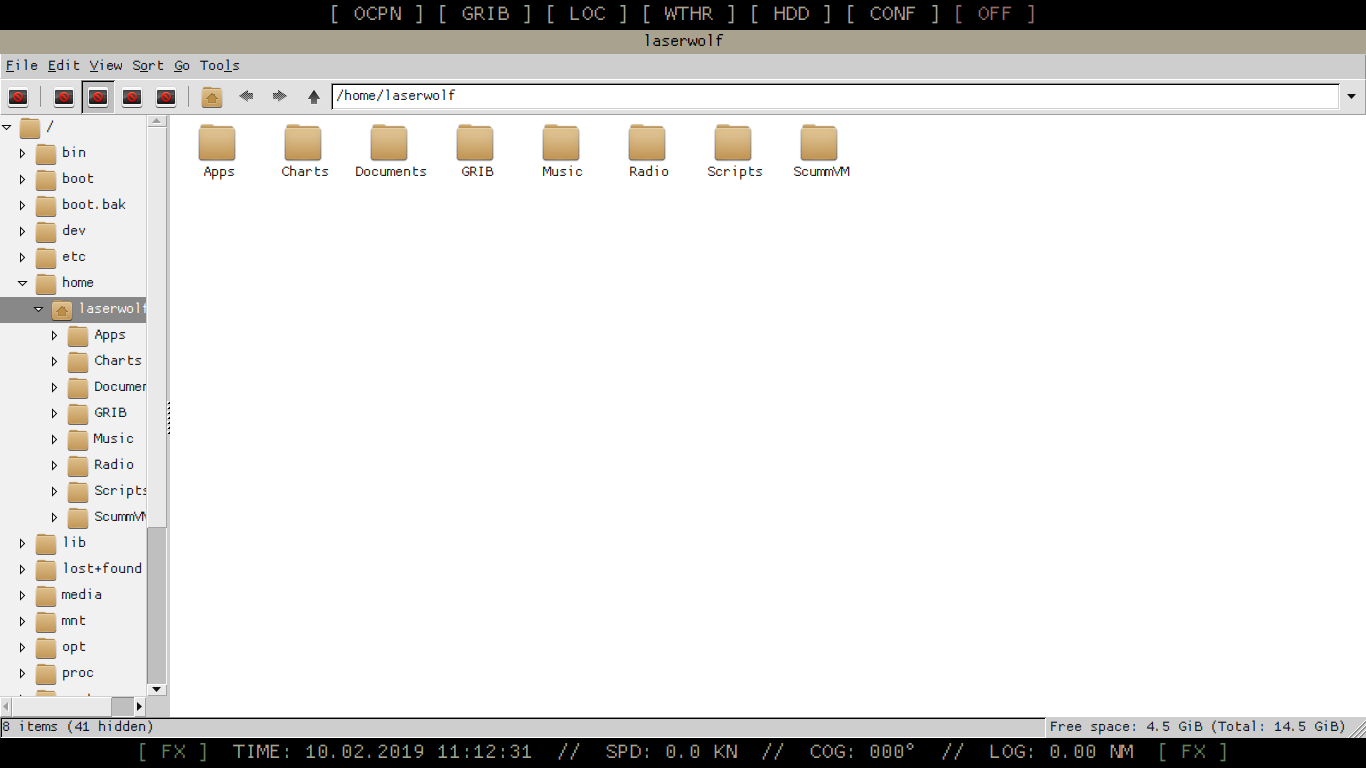 [ OCPN ] [ GRIB ] [ LOC ] [ WTHR ] [ HDD ] [ CONF ] [ OFF ]
laserwolf
File Edit View Sort Go Tools
/home/laserwolf
/
bin
boot
boot.bak
dev
etc
home
laserwolf
Apps
Charts
Documen
GRIB
Music
Radio
Scripts
ScummVM
lib
lost+found
media
mnt
opt
proc
Apps Charts Documents GRIB Music Radio Scripts ScummVM
8 items (41 hidden) Free space: 4.5 GiB (Total: 14.5 GiB)
[ FX ] TIME: 10.02.2019 11:12:31 // SPD: 0.0 KN // COG: 000° // LOG: 0.00 NM [ FX ]